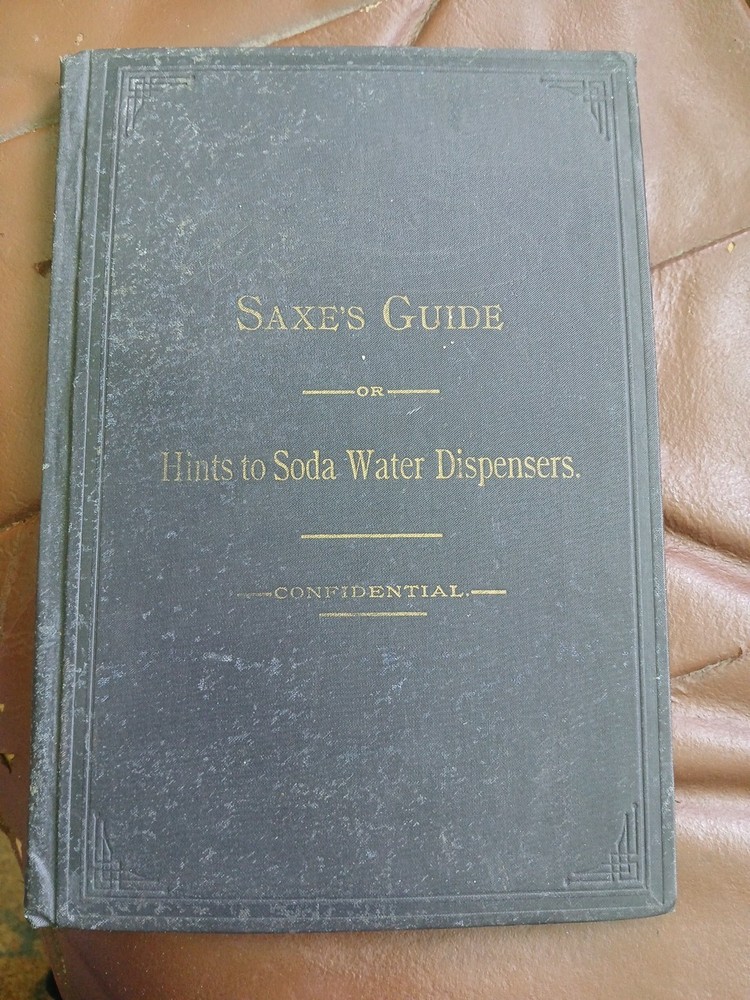 SAXE'S GUIDE
OR
Hints to Soda Water Dispensers.
CONFIDENTIAL.